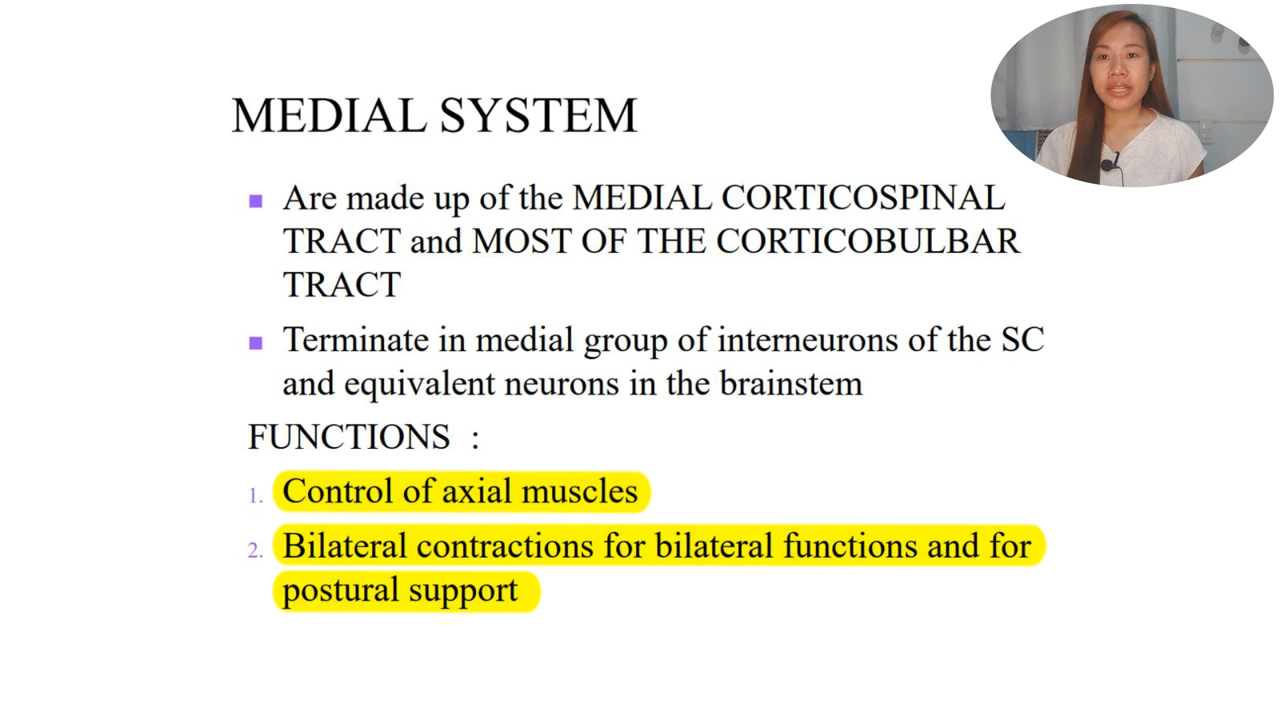 MEDIAL SYSTEM
Are made up of the MEDIAL CORTICOSPINAL
TRACT and MOST OF THE CORTICOBULBAR
TRACT
Terminate in medial group of interneurons of the SC
and equivalent neurons in the brainstem
FUNCTIONS :
1. Control of axial muscles
2. Bilateral contractions for bilateral functions and for
postural support